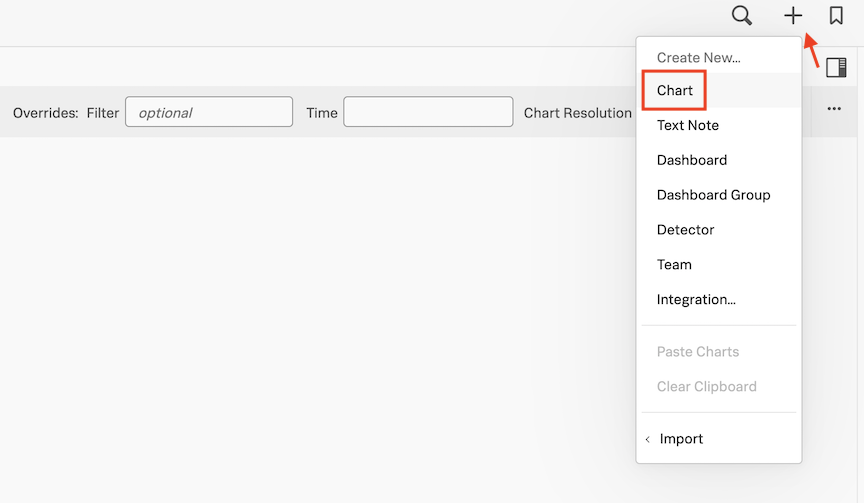 Create New...
Chart
Overrides: Filter optional Time Chart Resolution
Text Note
Dashboard
Dashboard Group
Detector
Team
Integration...
Paste Charts
Clear Clipboard
‹ Import